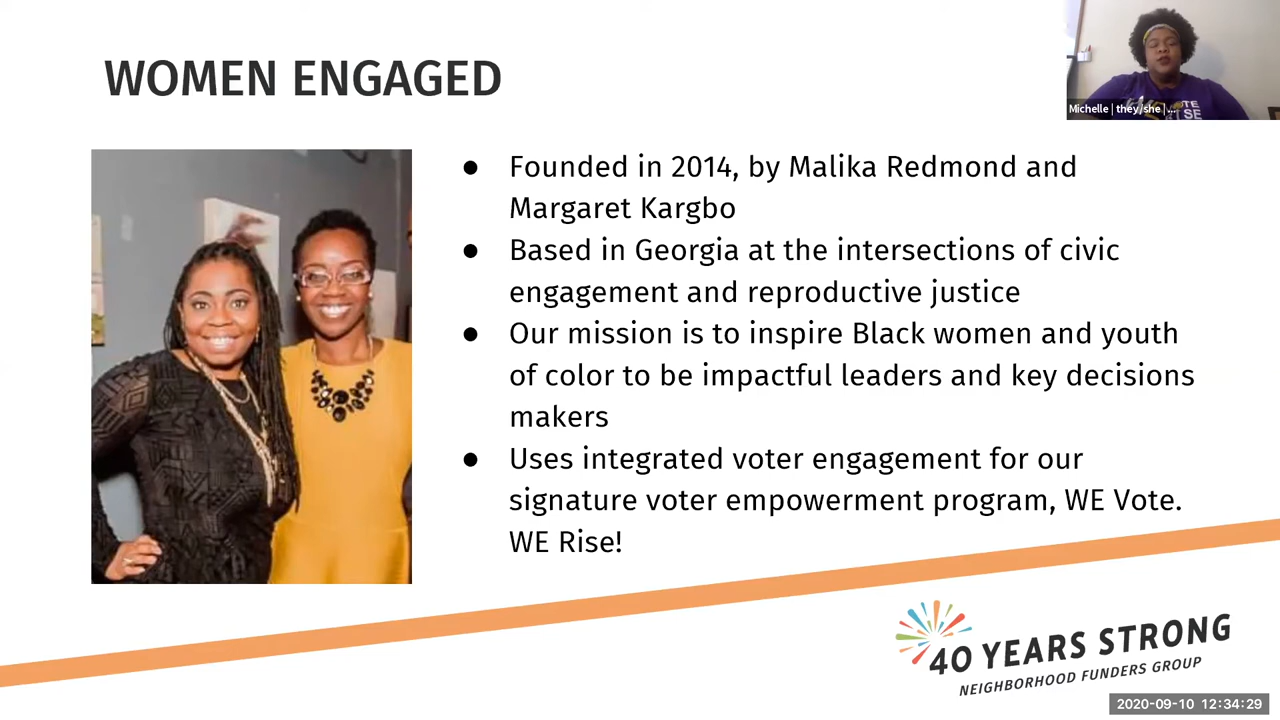 WOMEN ENGAGED
Michelle | they/she | ...
● Founded in 2014, by Malika Redmond and
Margaret Kargbo
● Based in Georgia at the intersections of civic
engagement and reproductive justice
● Our mission is to inspire Black women and youth
of color to be impactful leaders and key decisions
makers
● Uses integrated voter engagement for our
signature voter empowerment program, WE Vote.
WE Rise!
40 YEARS STRONG
NEIGHBORHOOD FUNDERS GROUP
2020-09-10 12:34:29